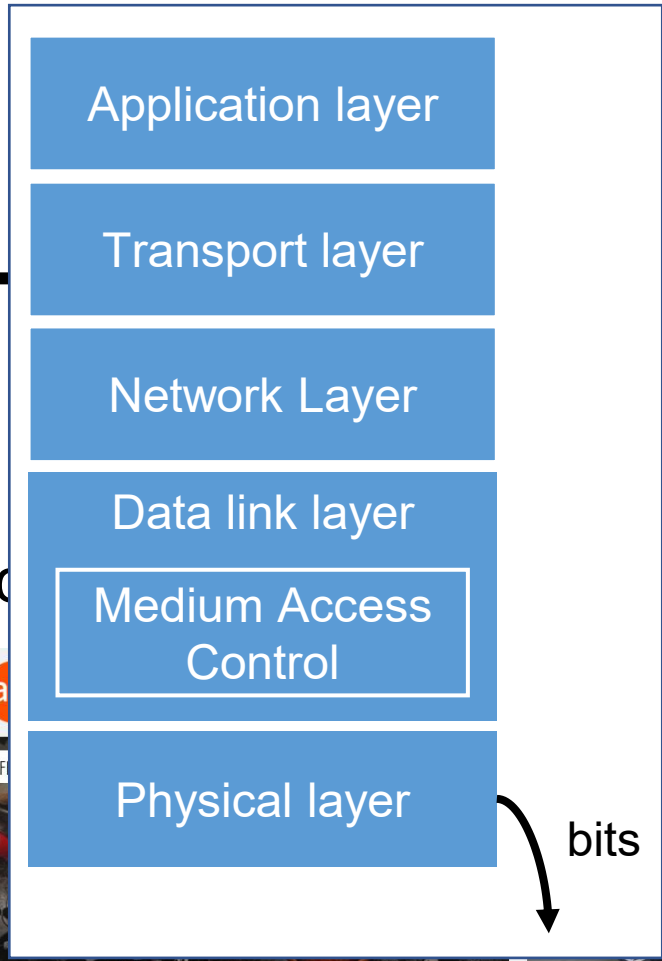 Application layer
Transport layer
Network Layer
Data link layer
Medium Access
Control
Physical layer
bits